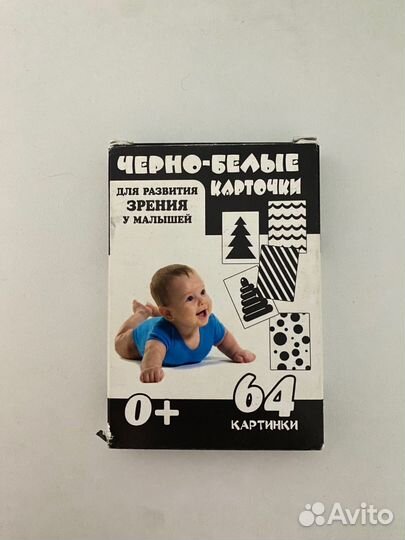 ЧЕРНО-БЕЛЫЕ
КАРТОЧКИ
ДЛЯ РАЗВИТИЯ
ЗРЕНИЯ
У МАЛЫШЕЙ
0+
64
КАРТИНКИ
Avito